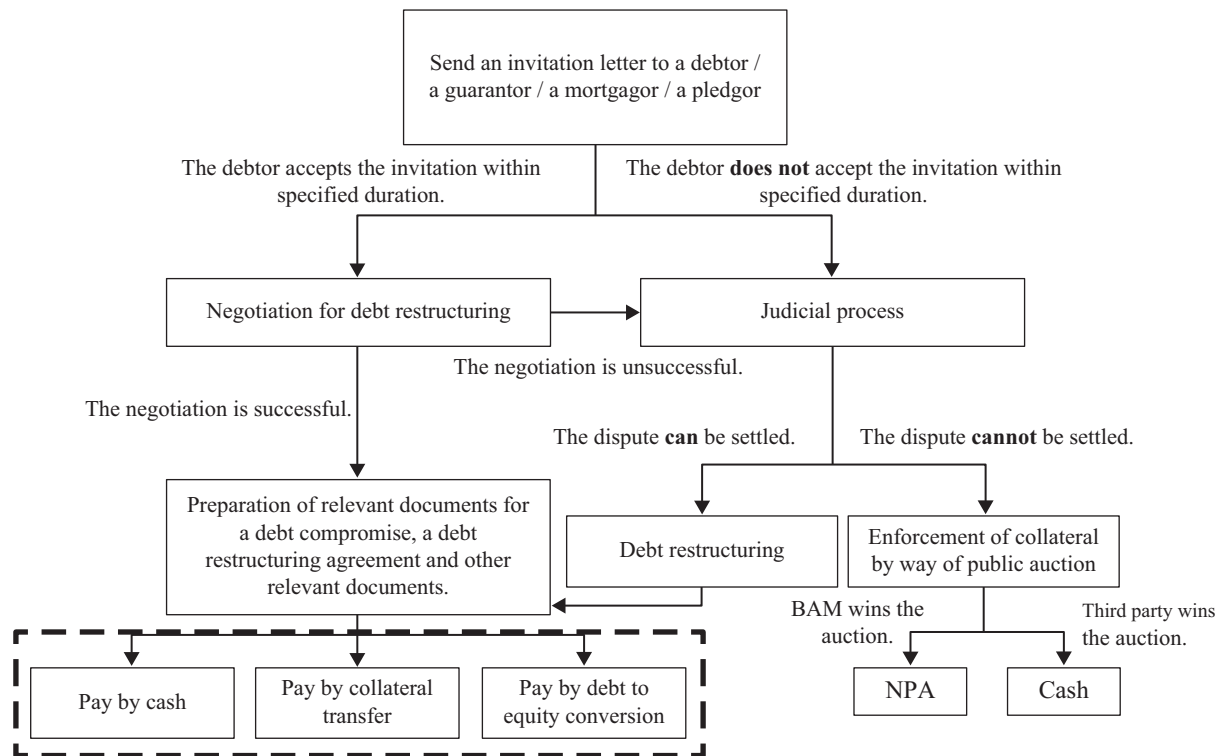 Send an invitation letter to a debtor /
a guarantor / a mortgagor / a pledgor
The debtor accepts the invitation within
specified duration.
The debtor does not accept the invitation within
specified duration.
Negotiation for debt restructuring
Judicial process
The negotiation is unsuccessful.
The negotiation is successful.
The dispute can be settled.
The dispute cannot be settled.
Preparation of relevant documents for
a debt compromise, a debt
restructuring agreement and other
relevant documents.
Debt restructuring
Enforcement of collateral
by way of public auction
BAM wins the
auction.
Third party wins
the auction.
Pay by cash
Pay by collateral
transfer
Pay by debt to
equity conversion
NPA
Cash